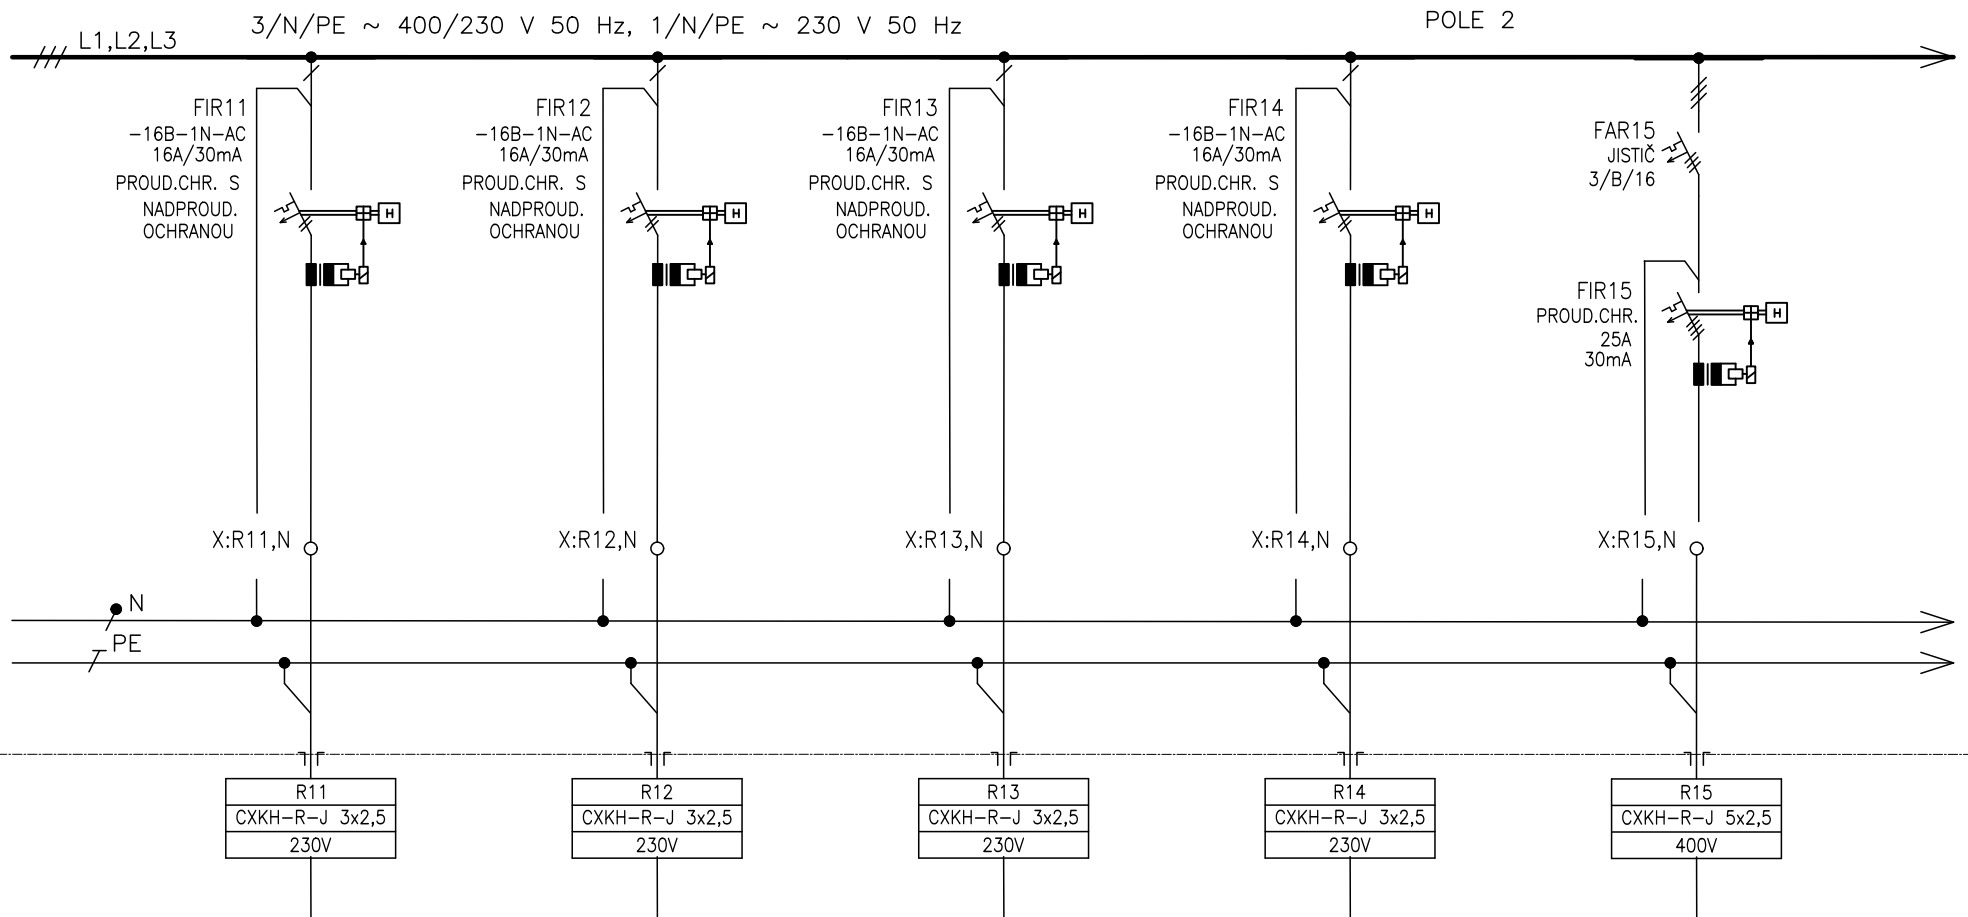 3/N/PE ~ 400/230 V 50 Hz, 1/N/PE ~ 230 V 50 Hz
POLE 2
L1,L2,L3
FIR11
-16B-1N-AC
16A/30mA
PROUD.CHR. S
NADPROUD.
OCHRANOU
H
FIR12
-16B-1N-AC
16A/30mA
PROUD.CHR. S
NADPROUD.
OCHRANOU
H
FIR13
-16B-1N-AC
16A/30mA
PROUD.CHR. S
NADPROUD.
OCHRANOU
H
FIR14
-16B-1N-AC
16A/30mA
PROUD.CHR. S
NADPROUD.
OCHRANOU
H
FAR15
JISTIČ
3/B/16
FIR15
PROUD.CHR.
25A
30mA
H
X:R11,N
X:R12,N
X:R13,N
X:R14,N
X:R15,N
N
PE
R11
CXKH-R-J 3x2,5
230V
R12
CXKH-R-J 3x2,5
230V
R13
CXKH-R-J 3x2,5
230V
R14
CXKH-R-J 3x2,5
230V
R15
CXKH-R-J 5x2,5
400V